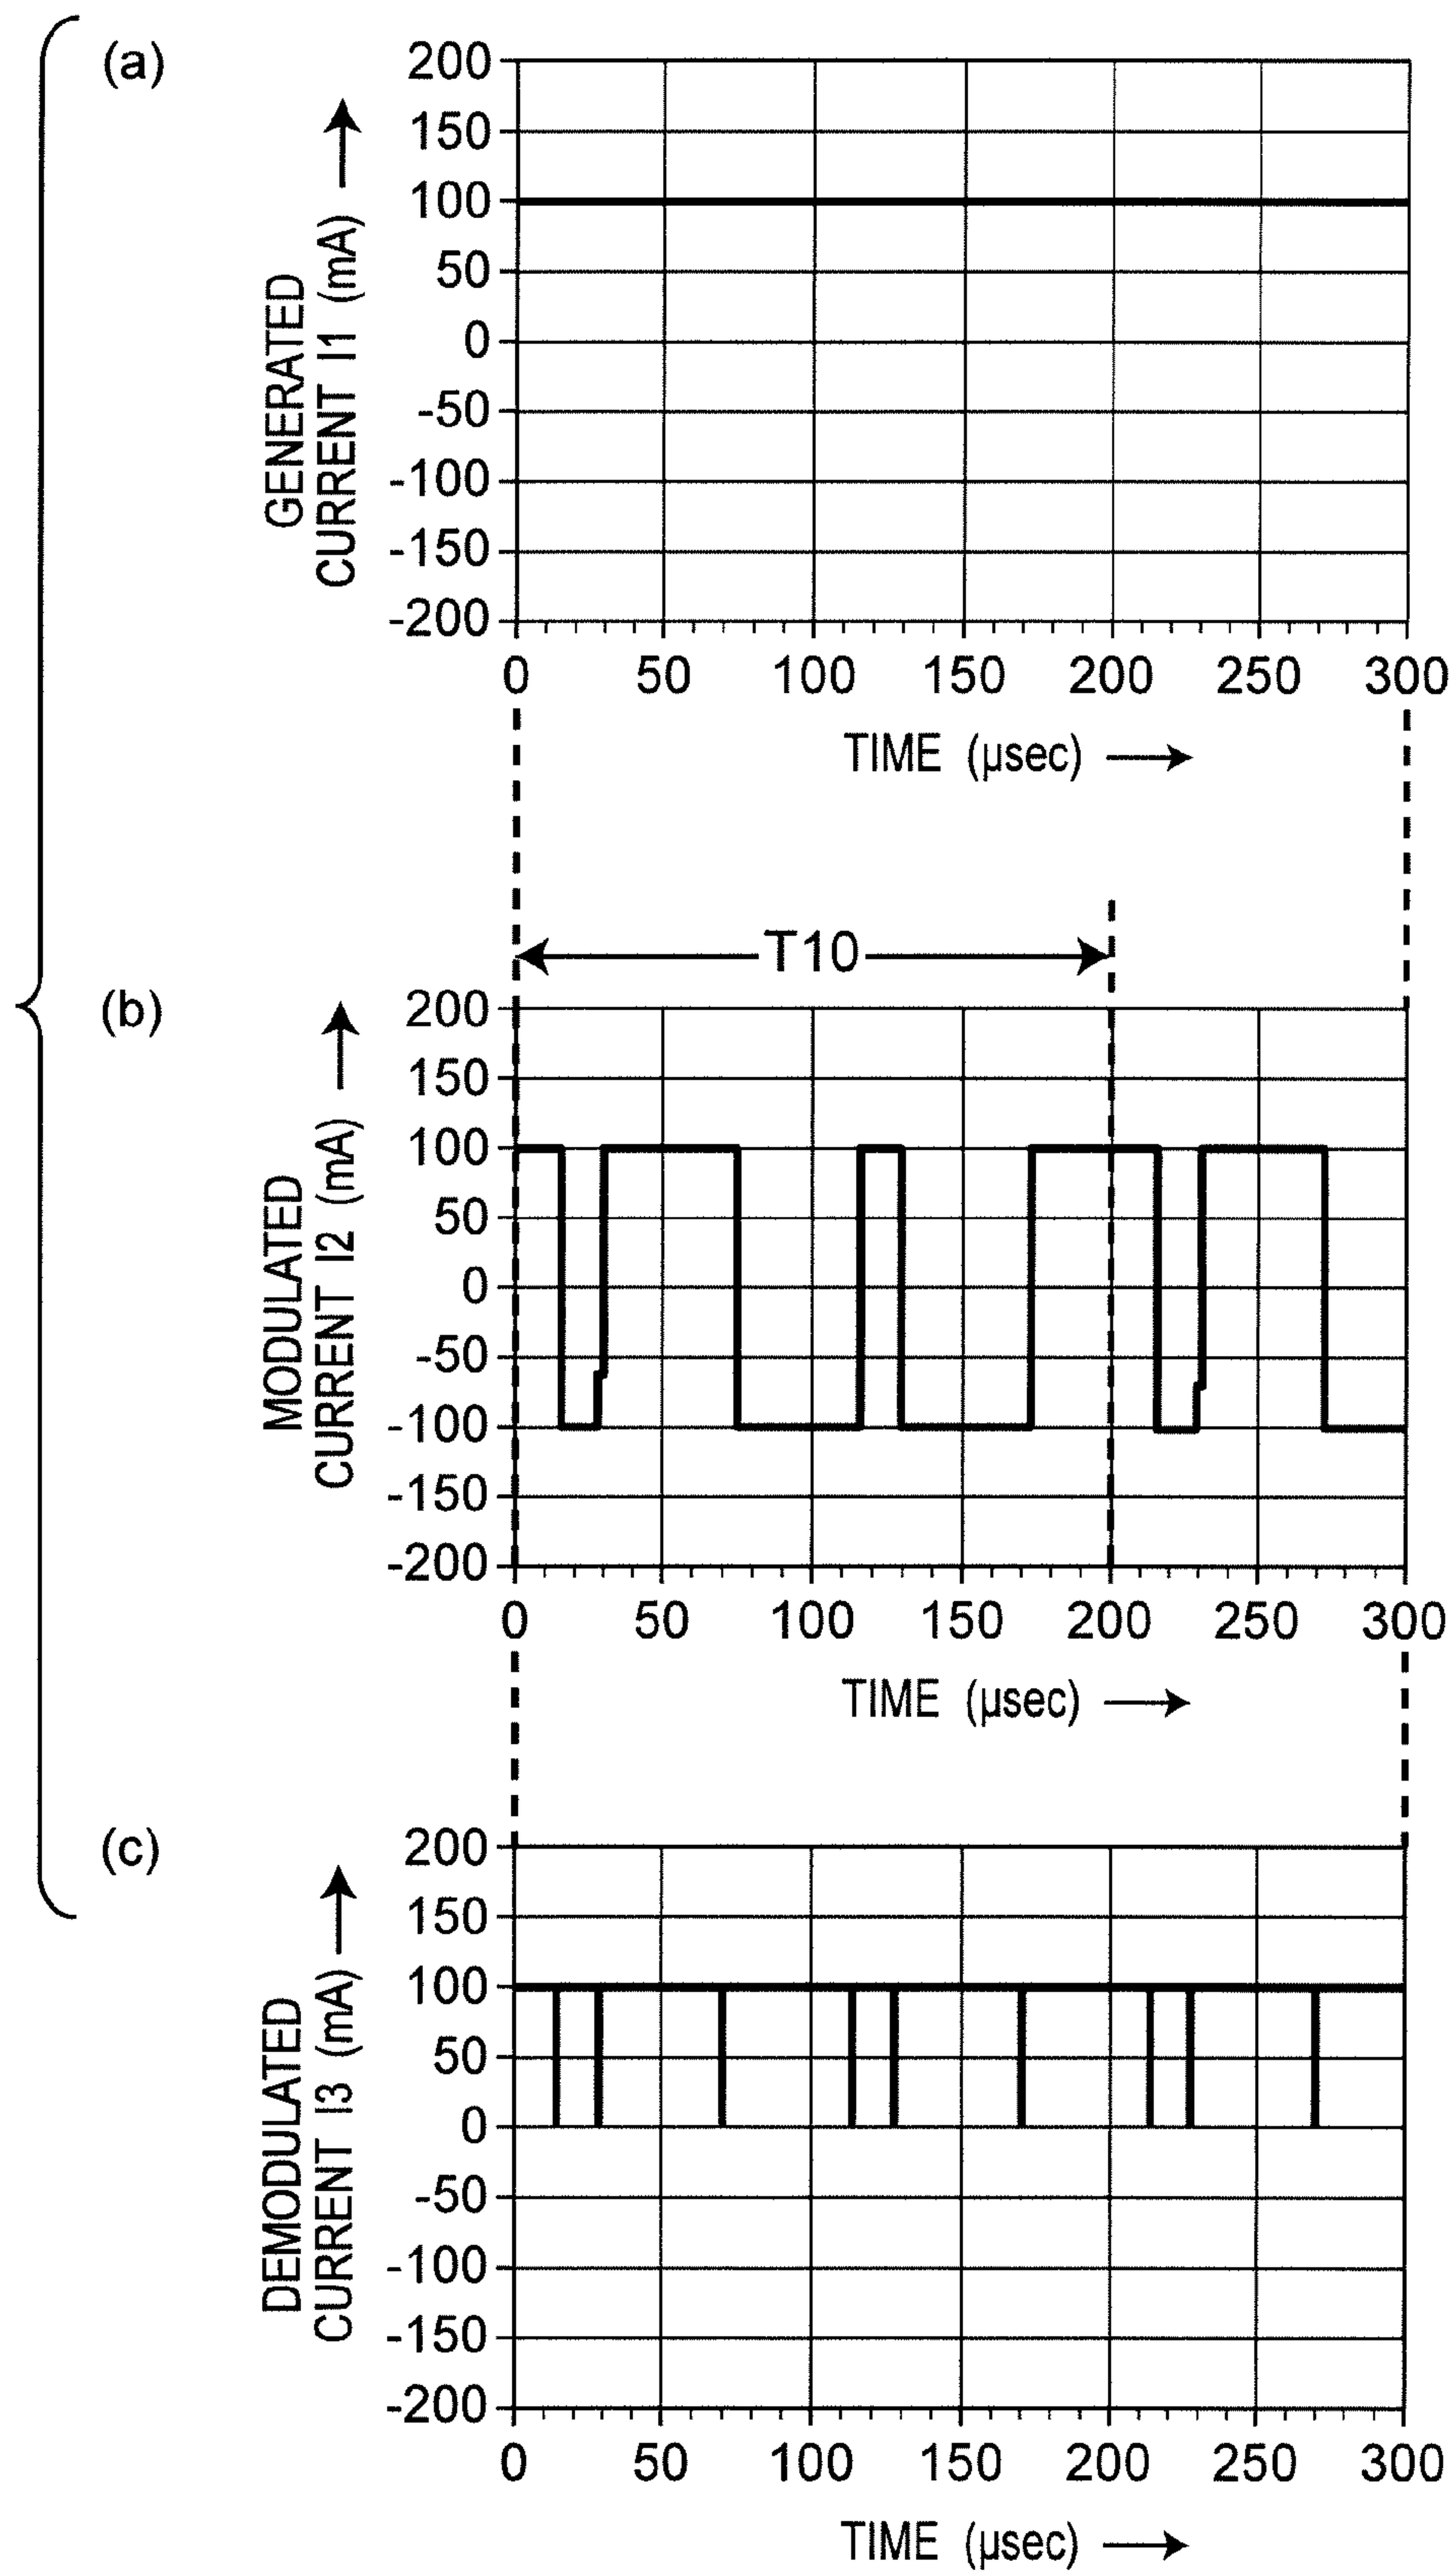 (a)
GENERATED
CURRENT I1 (mA)
200
150
100
50
0
-50
-100
-150
-200
0 50 100 150 200 250 300
TIME (μsec)
T10
(b)
MODULATED
CURRENT I2 (mA)
200
150
100
50
0
-50
-100
-150
-200
0 50 100 150 200 250 300
TIME (μsec)
(c)
DEMODULATED
CURRENT I3 (mA)
200
150
100
50
0
-50
-100
-150
-200
0 50 100 150 200 250 300
TIME (μsec)